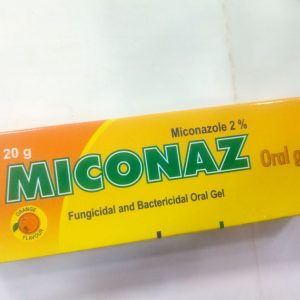 20 g
Miconazole 2 %
MICONAZ Oral g
Fungicidal and Bactericidal Oral Gel
ORANGE
FLAVOUR